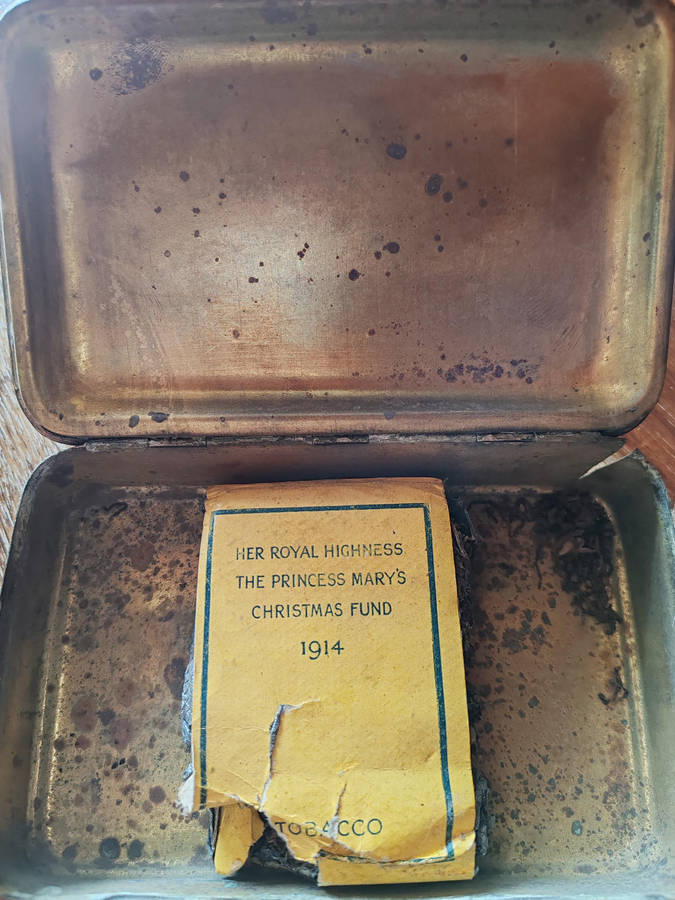 HER ROYAL HIGHNESS
THE PRINCESS MARY'S
CHRISTMAS FUND
1914
TOBACCO